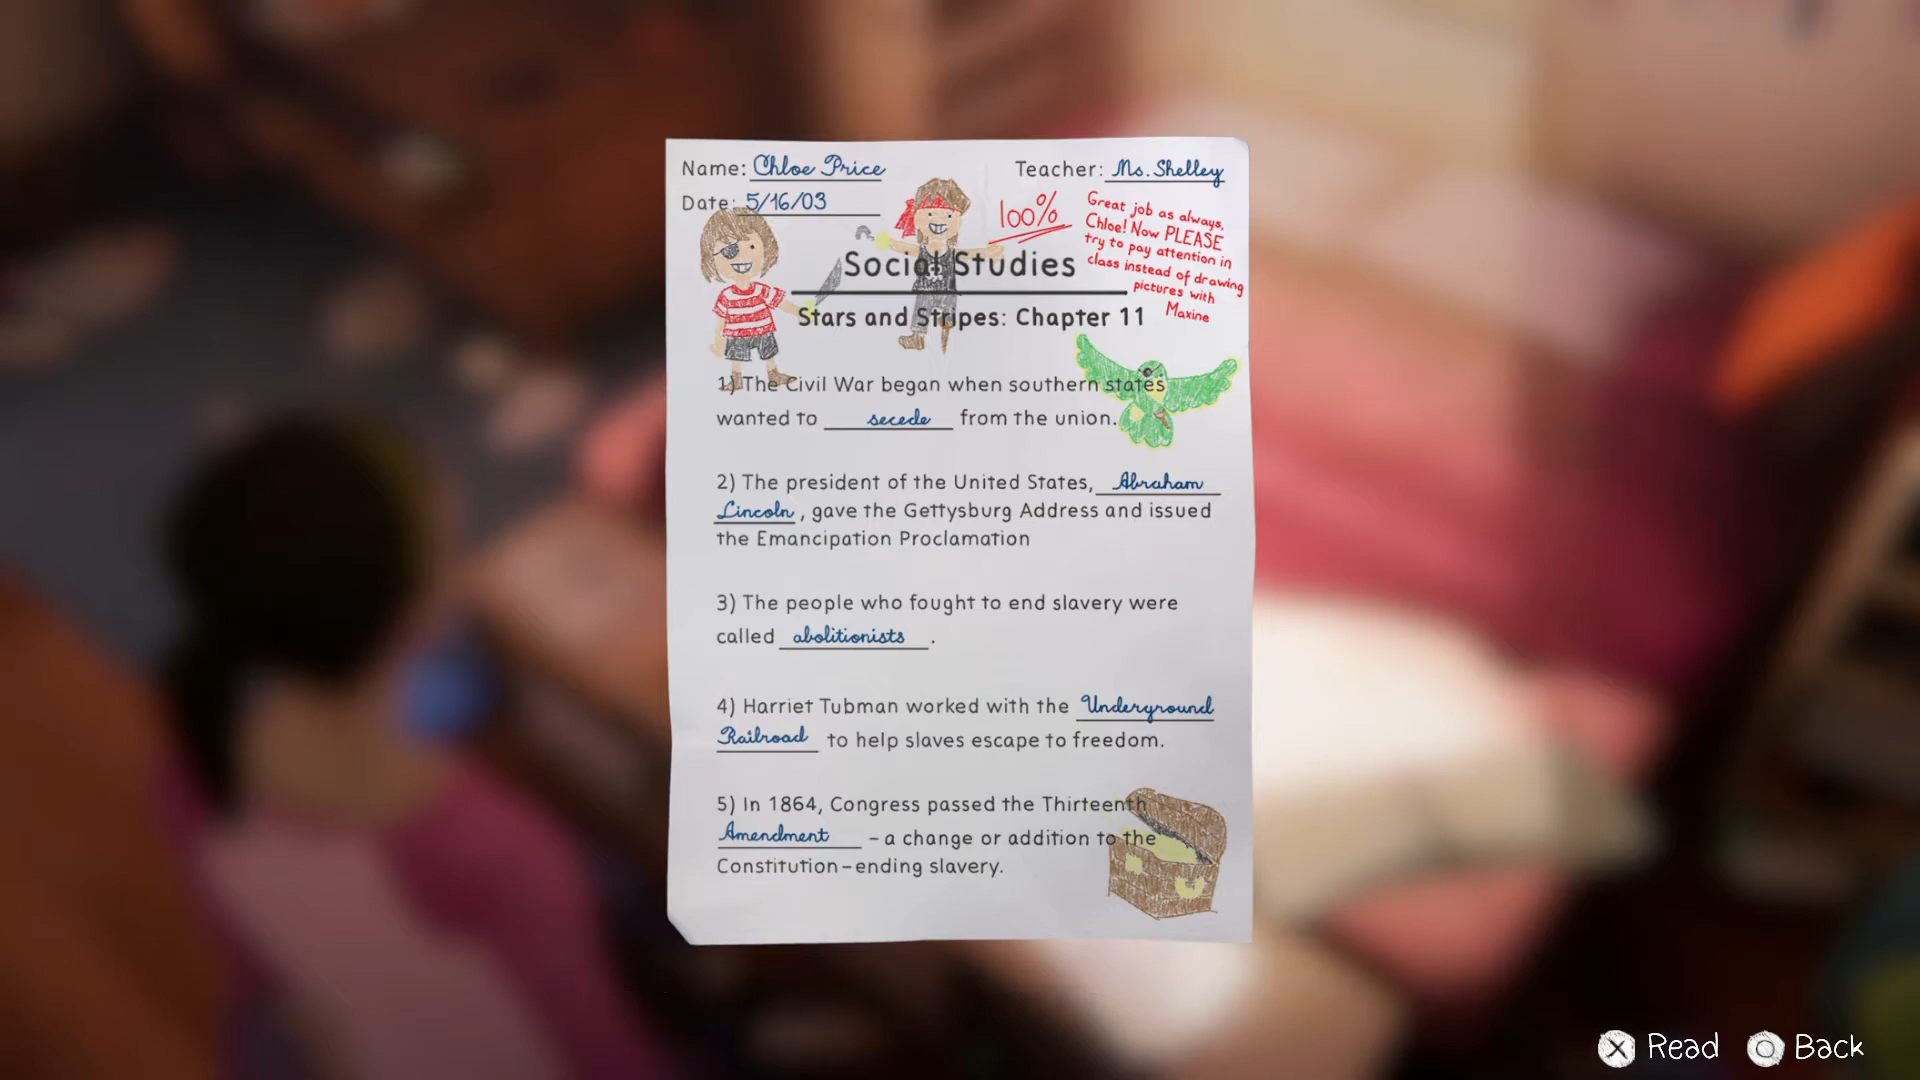 Name: Chloe Price
Teacher: Ms. Shelley
Date: 5/16/03
100%
Great job as always,
Chloe! Now PLEASE
try to pay attention in
class instead of drawing
pictures with
Maxine
Social Studies
Stars and Stripes: Chapter 11
1) The Civil War began when southern states
wanted to secede from the union.
2) The president of the United States, Abraham
Lincoln, gave the Gettysburg Address and issued
the Emancipation Proclamation
3) The people who fought to end slavery were
called abolitionists.
4) Harriet Tubman worked with the Underground
Railroad to help slaves escape to freedom.
5) In 1864, Congress passed the Thirteenth
Amendment - a change or addition to the
Constitution-ending slavery.
Read
Back